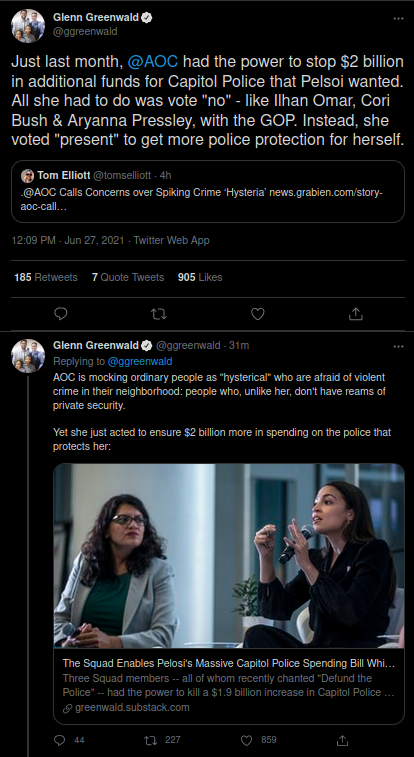 Glenn Greenwald
@ggreenwald
Just last month, @AOC had the power to stop $2 billion
in additional funds for Capitol Police that Pelsoi wanted.
All she had to do was vote "no" - like Ilhan Omar, Cori
Bush & Aryanna Pressley, with the GOP. Instead, she
voted "present" to get more police protection for herself.
Tom Elliott @tomselliott · 4h
.@AOC Calls Concerns over Spiking Crime ‘Hysteria’ news.grabien.com/story-
aoc-call…
12:09 PM · Jun 27, 2021 · Twitter Web App
185 Retweets 7 Quote Tweets 905 Likes
Glenn Greenwald @ggreenwald · 31m
Replying to @ggreenwald
AOC is mocking ordinary people as "hysterical" who are afraid of violent
crime in their neighborhood: people who, unlike her, don't have reams of
private security.
Yet she just acted to ensure $2 billion more in spending on the police that
protects her:
The Squad Enables Pelosi's Massive Capitol Police Spending Bill Whi…
Three Squad members -- all of whom recently chanted "Defund the
Police" -- had the power to kill a $1.9 billion increase in Capitol Police …
greenwald.substack.com
44 227 859